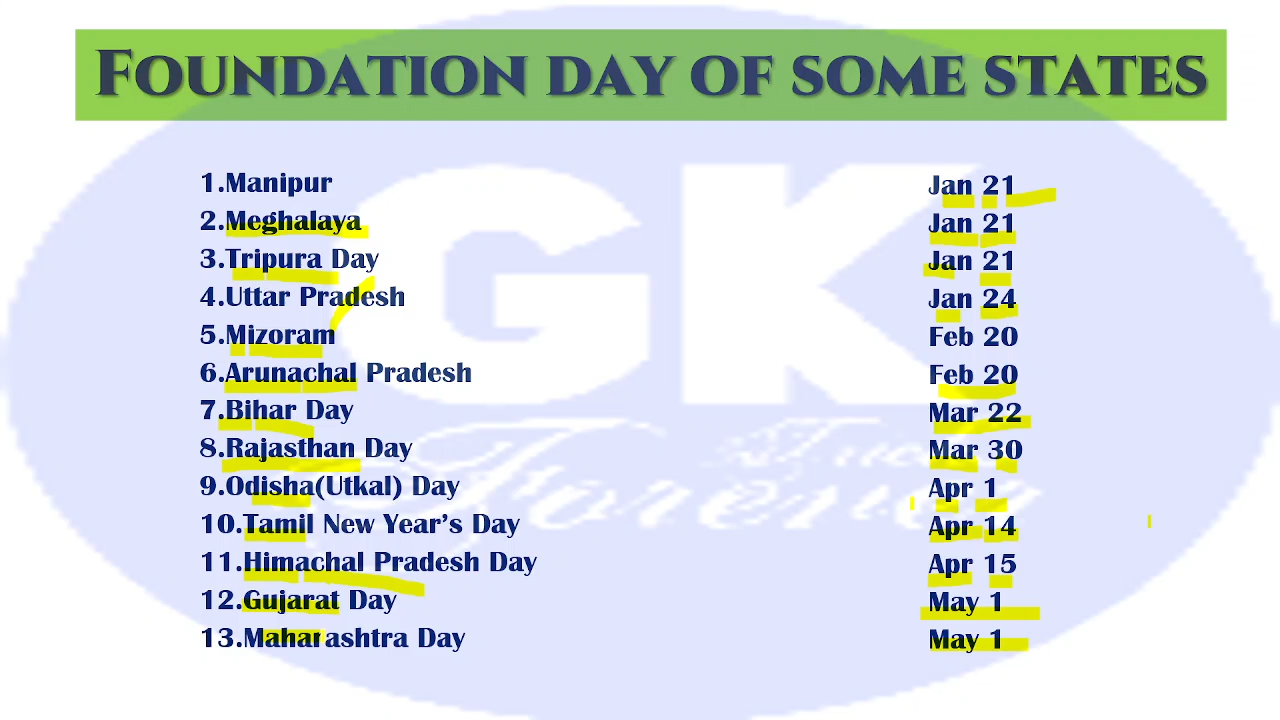 FOUNDATION DAY OF SOME STATES
GK
Tuck
Forever
1.Manipur Jan 21
2.Meghalaya Jan 21
3.Tripura Day Jan 21
4.Uttar Pradesh Jan 24
5.Mizoram Feb 20
6.Arunachal Pradesh Feb 20
7.Bihar Day Mar 22
8.Rajasthan Day Mar 30
9.Odisha(Utkal) Day Apr 1
10.Tamil New Year's Day Apr 14
11.Himachal Pradesh Day Apr 15
12.Gujarat Day May 1
13.Maharashtra Day May 1